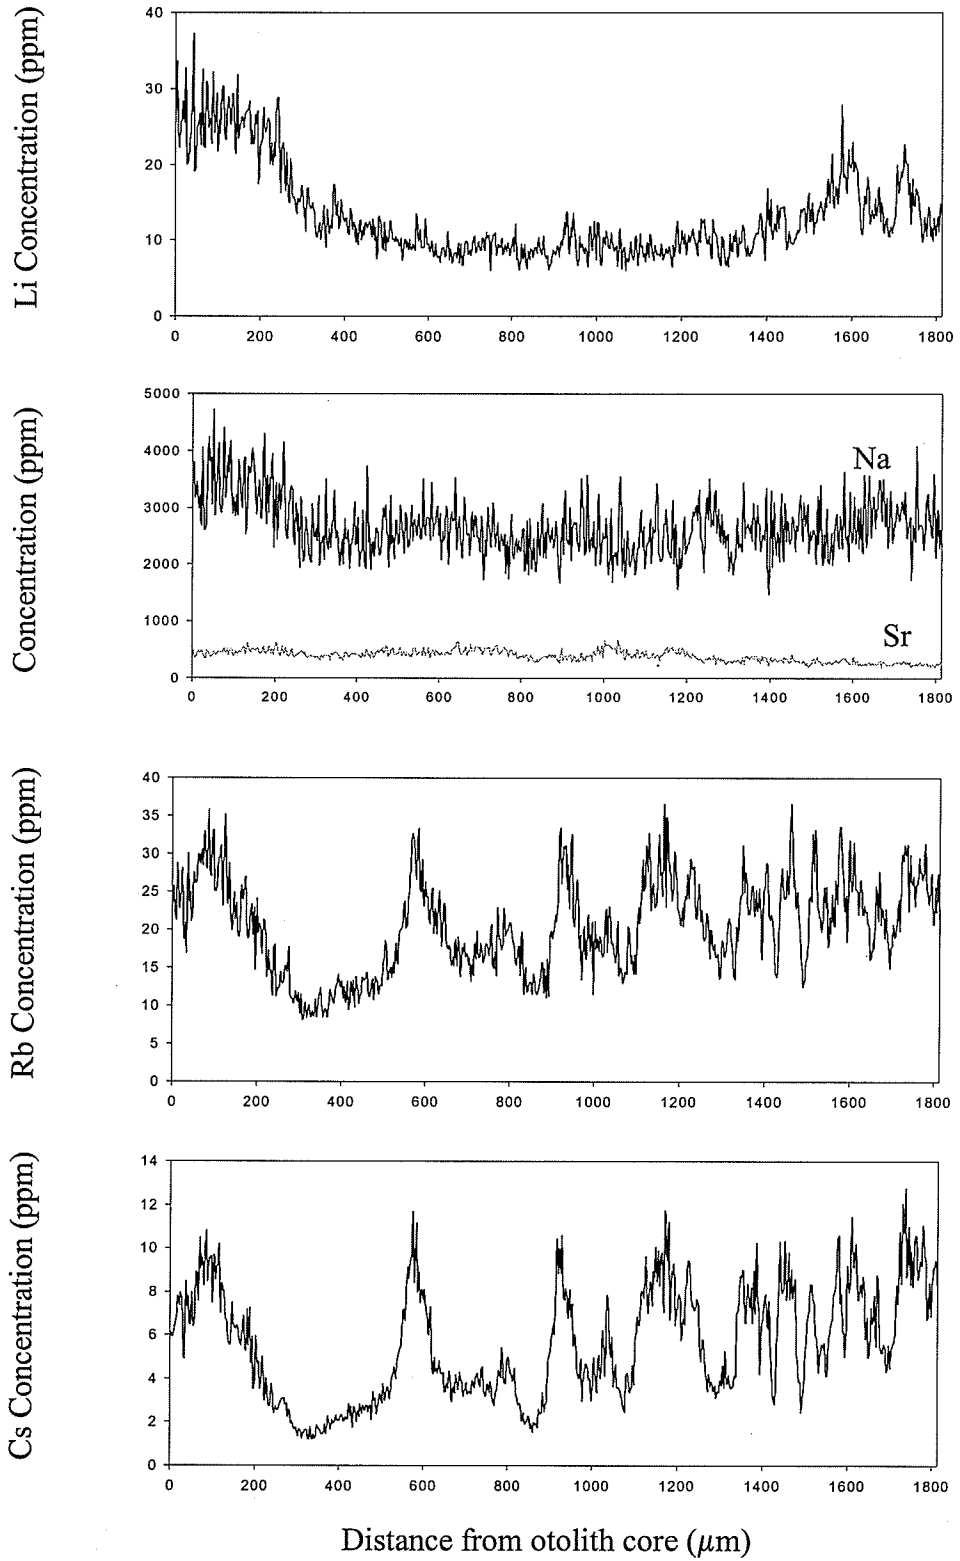 Li Concentration (ppm)
40
30
20
10
0
0 200 400 600 800 1000 1200 1400 1600 1800
Concentration (ppm)
5000
4000
3000
2000
1000
0
Na
Sr
0 200 400 600 800 1000 1200 1400 1600 1800
Rb Concentration (ppm)
40
35
30
25
20
15
10
5
0
0 200 400 600 800 1000 1200 1400 1600 1800
Cs Concentration (ppm)
14
12
10
8
6
4
2
0
0 200 400 600 800 1000 1200 1400 1600 1800
Distance from otolith core (μm)